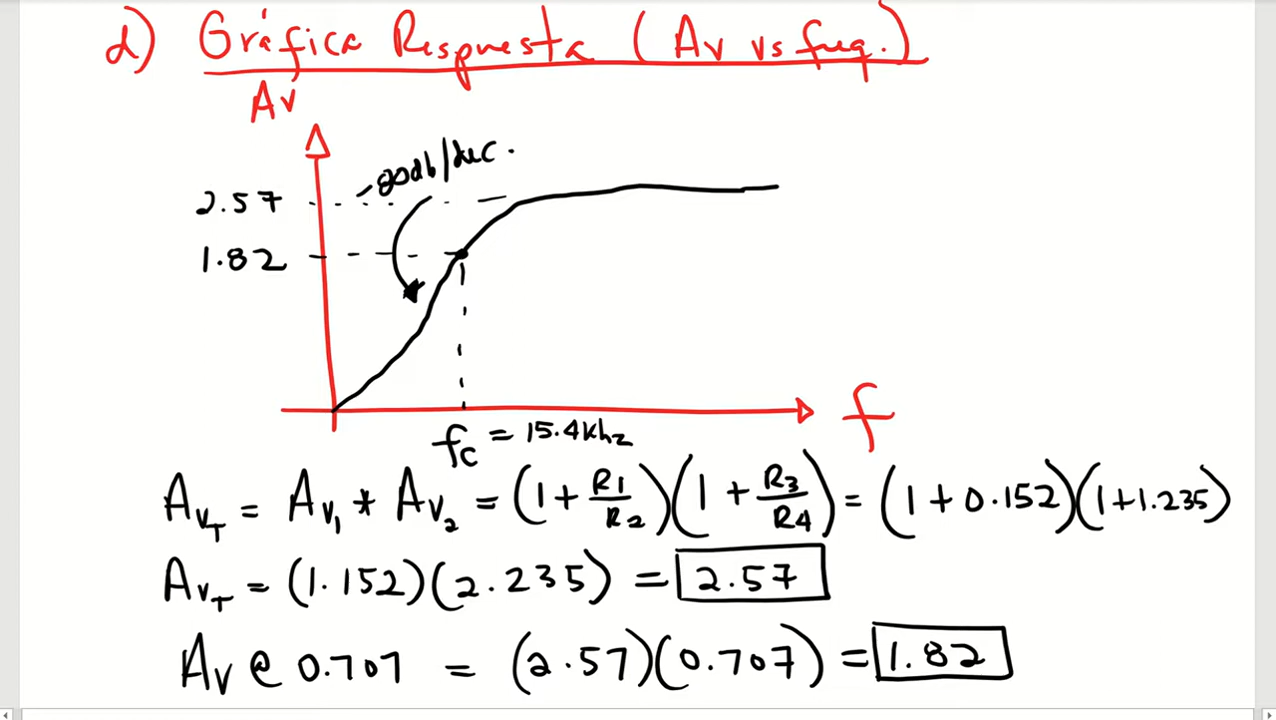 d) Gráfica Respuesta (Av vs freq.)
Av
-80db/dec.
2.57
1.82
fc = 15.4khz
f
AvT = Av1 * Av2 = (1 + R1/R2)(1 + R3/R4) = (1+0.152)(1+1.235)
AvT = (1.152)(2.235) = 2.57
Av @ 0.707 = (2.57)(0.707) = 1.82